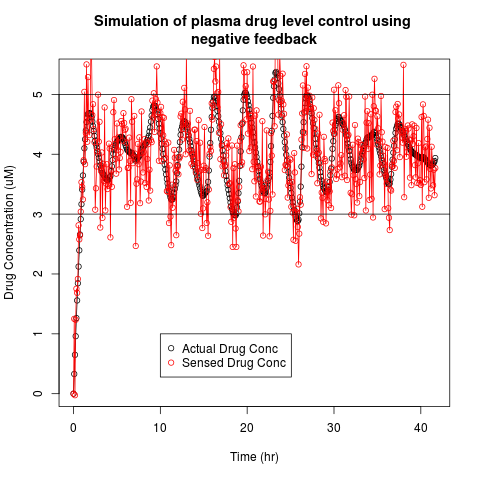 Simulation of plasma drug level control using
negative feedback
Drug Concentration (uM)
5
4
3
2
1
0
Actual Drug Conc
Sensed Drug Conc
0 10 20 30 40
Time (hr)